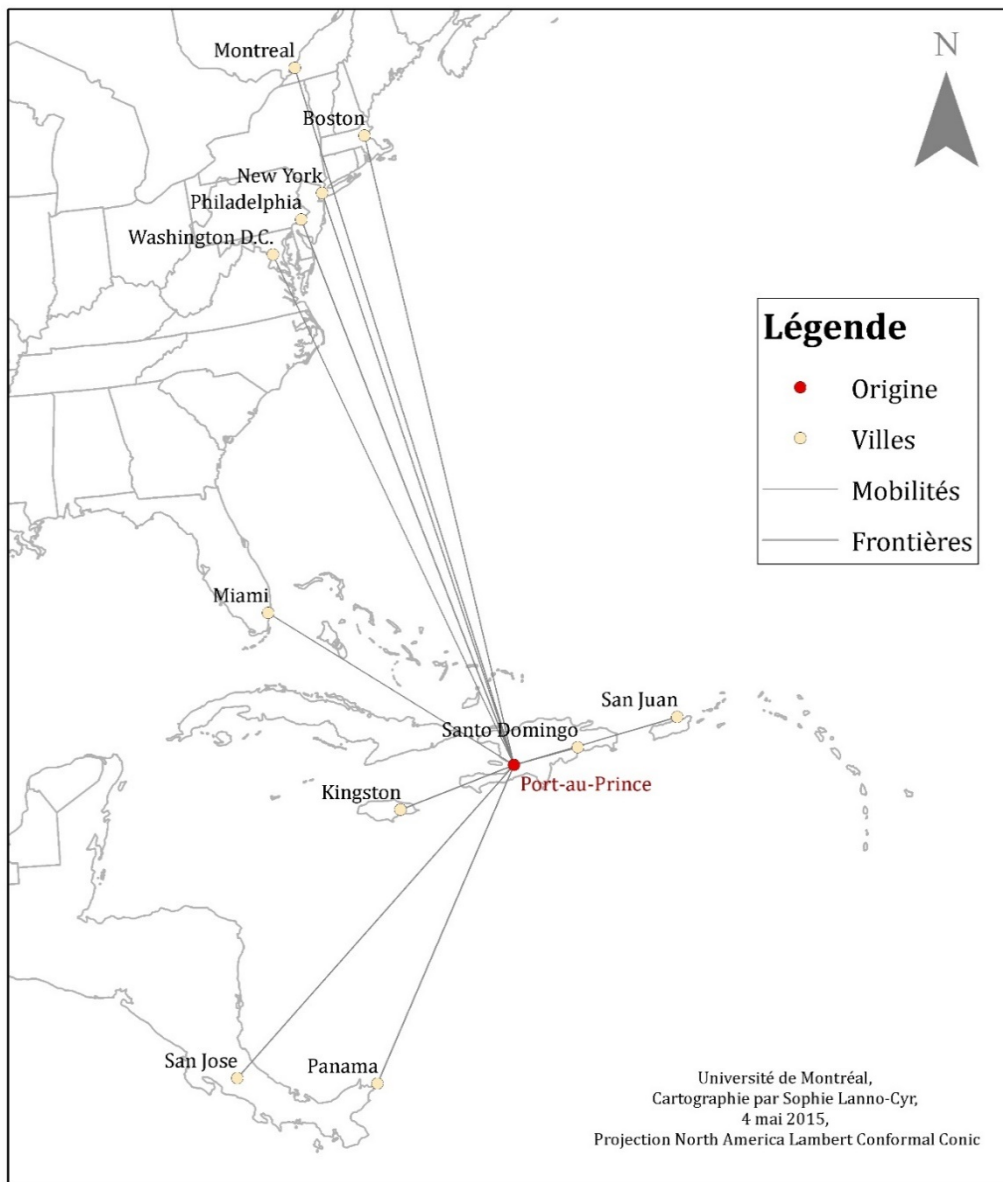 Montreal
Boston
New York
Philadelphia
Washington D.C.
N
Légende
Origine
Villes
Mobilités
Frontières
Miami
San Juan
Santo Domingo
Port-au-Prince
Kingston
San Jose
Panama
Université de Montréal,
Cartographie par Sophie Lanno-Cyr,
4 mai 2015,
Projection North America Lambert Conformal Conic